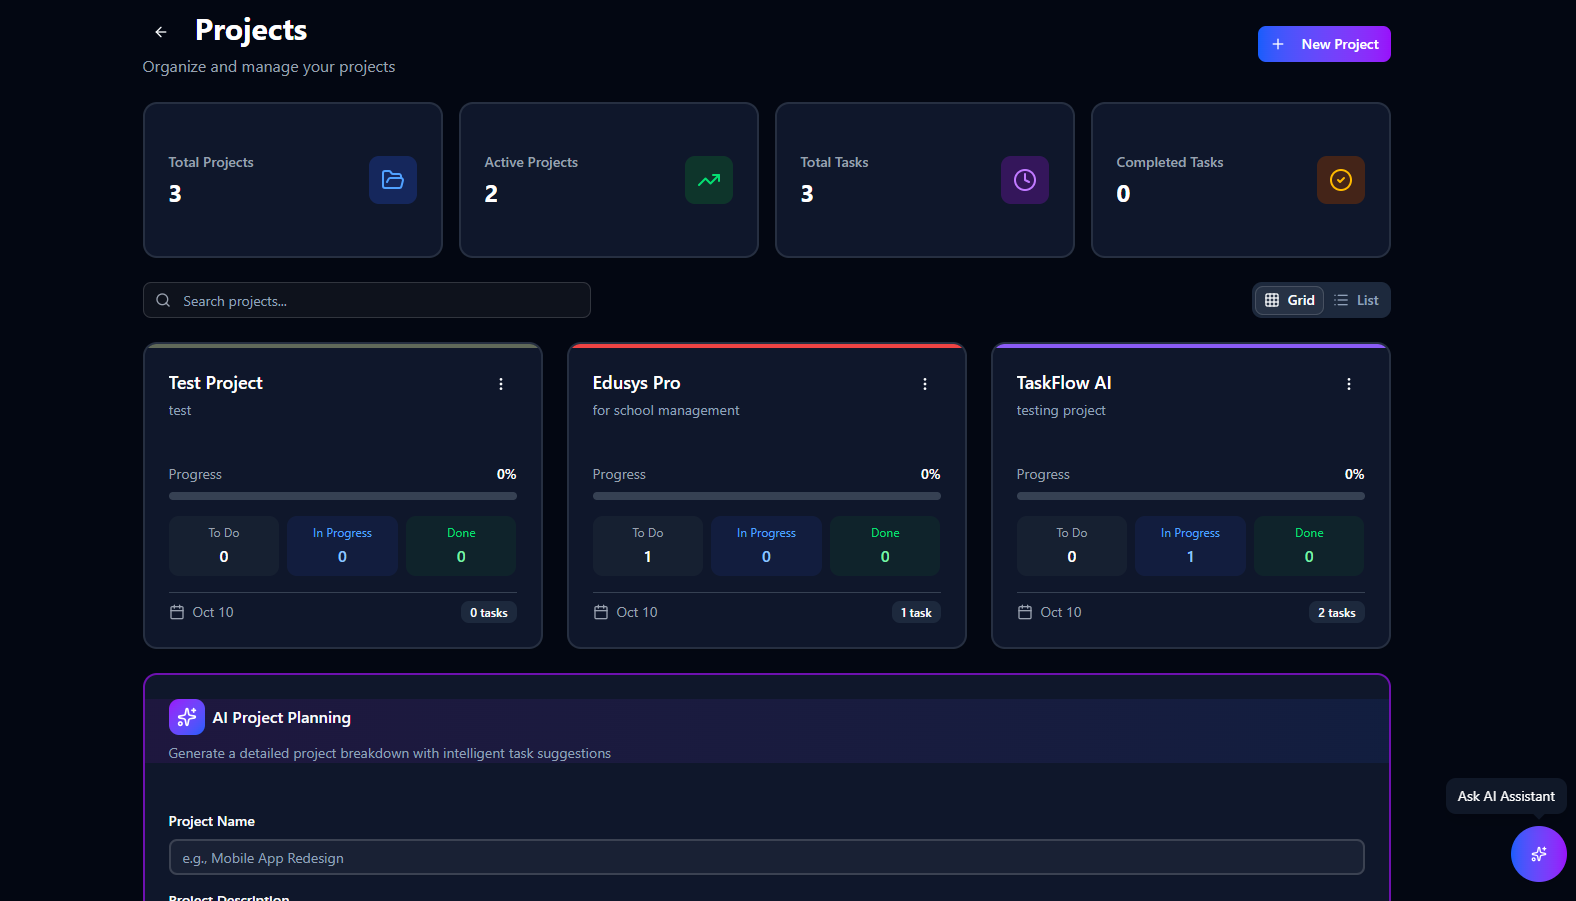 Projects
Organize and manage your projects
New Project
Total Projects
3
Active Projects
2
Total Tasks
3
Completed Tasks
0
Search projects...
Grid
List
Test Project
test
Progress
0%
To Do
0
In Progress
0
Done
0
Oct 10
0 tasks
Edusys Pro
for school management
Progress
0%
To Do
1
In Progress
0
Done
0
Oct 10
1 task
TaskFlow AI
testing project
Progress
0%
To Do
0
In Progress
1
Done
0
Oct 10
2 tasks
AI Project Planning
Generate a detailed project breakdown with intelligent task suggestions
Project Name
e.g., Mobile App Redesign
Project Description
Ask AI Assistant